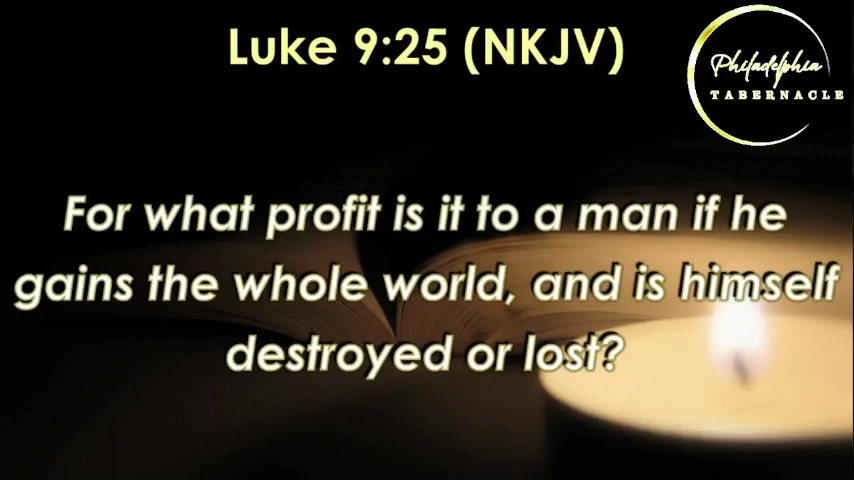 Luke 9:25 (NKJV)
Philadelphia
TABERNACLE
For what profit is it to a man if he
gains the whole world, and is himself
destroyed or lost?